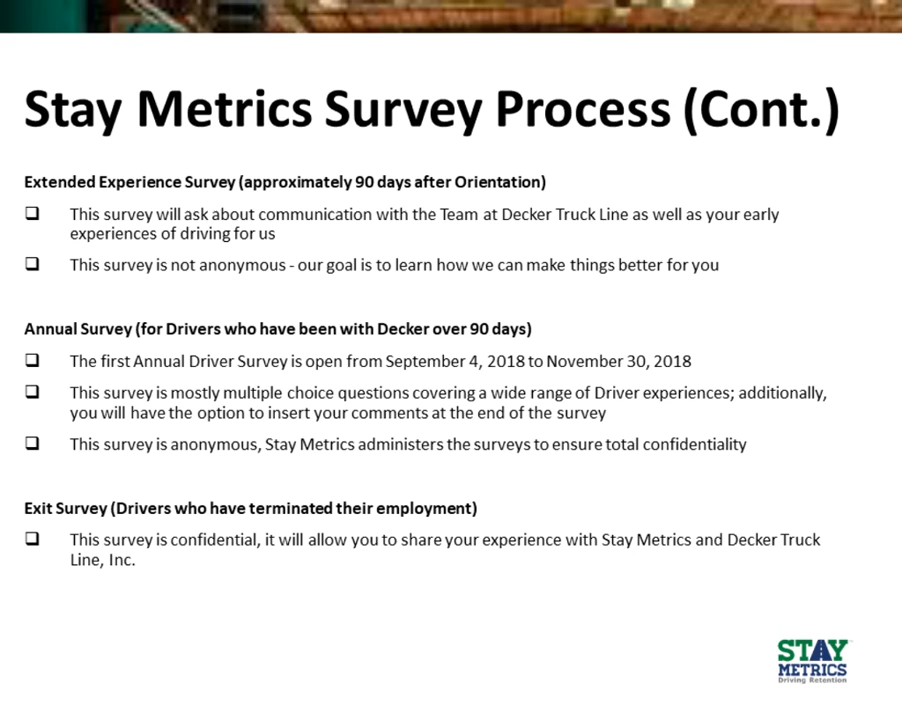 Stay Metrics Survey Process (Cont.)
Extended Experience Survey (approximately 90 days after Orientation)
This survey will ask about communication with the Team at Decker Truck Line as well as your early
experiences of driving for us
This survey is not anonymous - our goal is to learn how we can make things better for you
Annual Survey (for Drivers who have been with Decker over 90 days)
The first Annual Driver Survey is open from September 4, 2018 to November 30, 2018
This survey is mostly multiple choice questions covering a wide range of Driver experiences; additionally,
you will have the option to insert your comments at the end of the survey
This survey is anonymous, Stay Metrics administers the surveys to ensure total confidentiality
Exit Survey (Drivers who have terminated their employment)
This survey is confidential, it will allow you to share your experience with Stay Metrics and Decker Truck
Line, Inc.
STAY
METRICS
Driving Retention